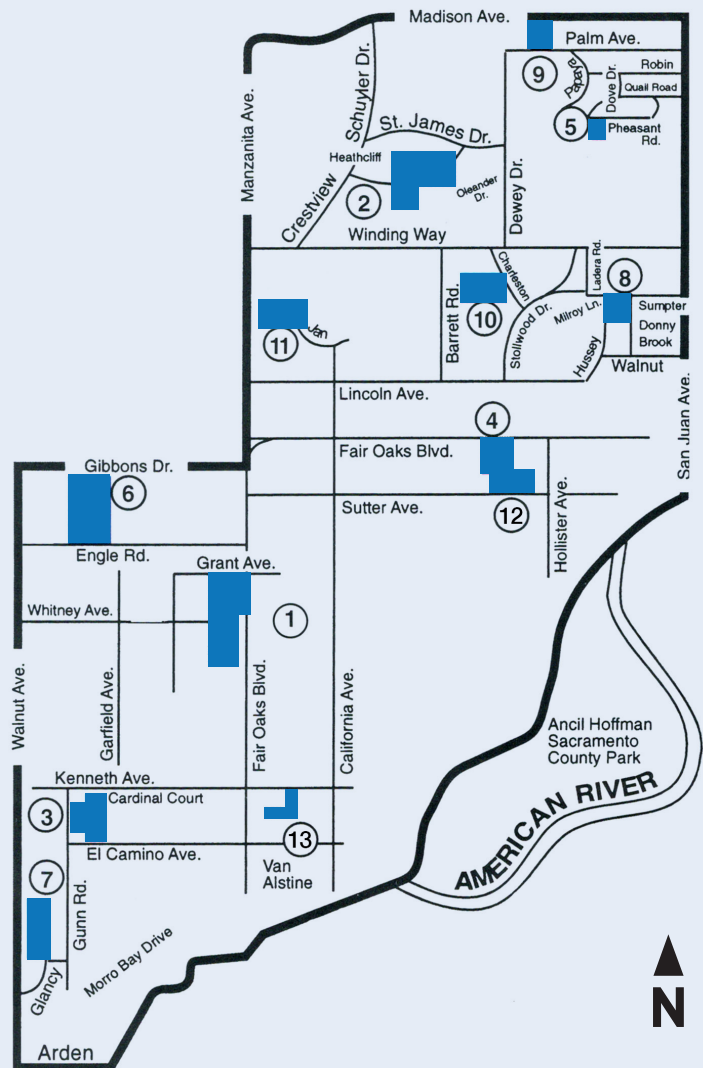 Madison Ave.
Palm Ave.
Schuyler Dr.
9
Papaya
Robin
Dove Dr.
Quail Road
Manzanita Ave.
St. James Dr.
5
Pheasant
Rd.
Heathcliff
2
Oleander
Dr.
Dewey Dr.
Crestview
Winding Way
Charleston
Ladera Rd.
8
Barrett Rd.
10
Stollwood Dr.
Milroy Ln.
Sumpter
Donny
Brook
Jan
11
Hussey
Walnut
Lincoln Ave.
San Juan Ave.
4
Fair Oaks Blvd.
Gibbons Dr.
6
Sutter Ave.
12
Hollister Ave.
Engle Rd.
Grant Ave.
Whitney Ave.
1
Walnut Ave.
Garfield Ave.
Fair Oaks Blvd.
California Ave.
Ancil Hoffman
Sacramento
County Park
AMERICAN RIVER
Kenneth Ave.
Cardinal Court
3
13
El Camino Ave.
Van
Alstine
7
Gunn Rd.
Morro Bay Drive
Glancy
N
Arden